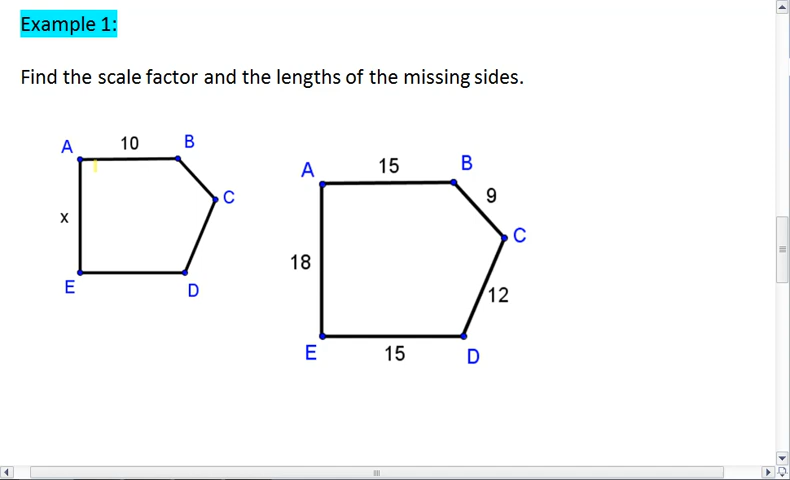 Example 1:
Find the scale factor and the lengths of the missing sides.
A 10 B
C
x
E D
A 15 B
9
C
18
12
E 15 D